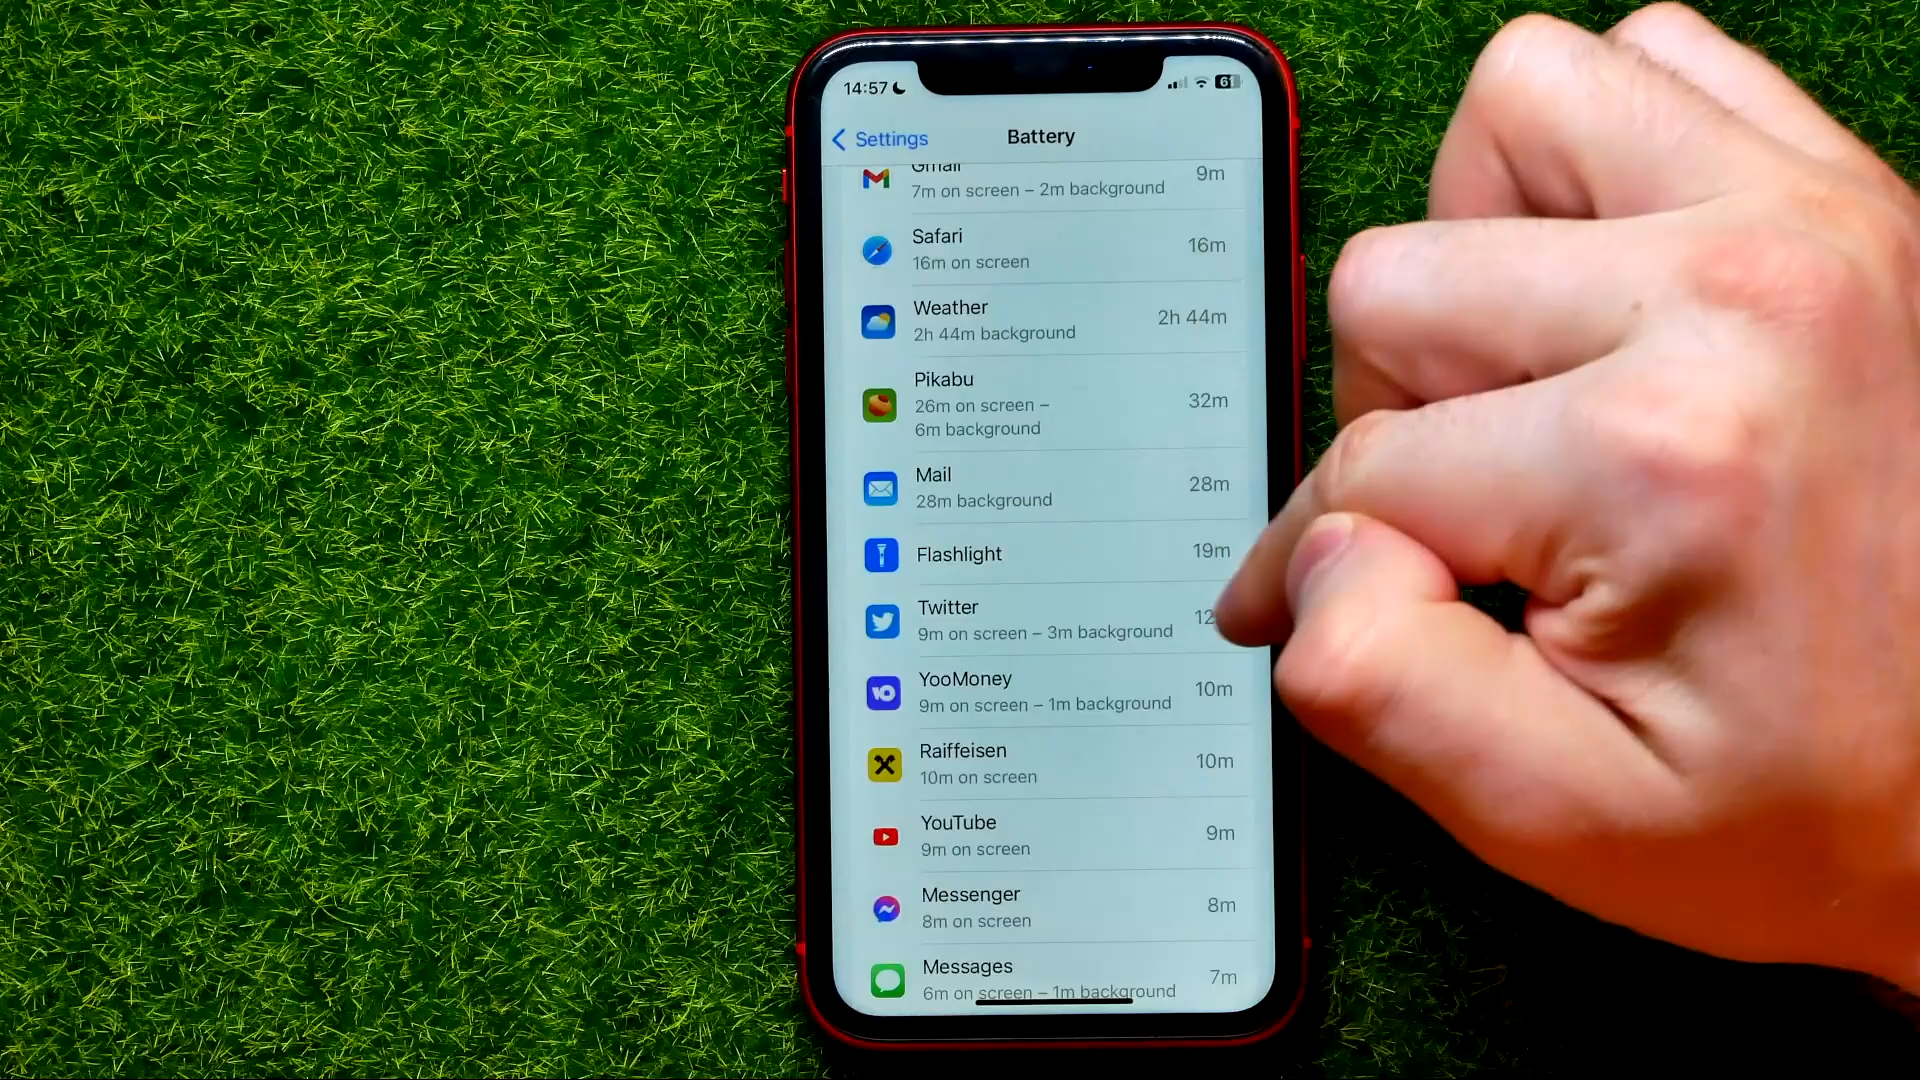 14:57
61
Settings
Battery
Gmail
9m
7m on screen – 2m background
Safari
16m
16m on screen
Weather
2h 44m
2h 44m background
Pikabu
26m on screen –
32m
6m background
Mail
28m
28m background
Flashlight
19m
Twitter
12
9m on screen – 3m background
YooMoney
10m
9m on screen – 1m background
Raiffeisen
10m
10m on screen
YouTube
9m
9m on screen
Messenger
8m
8m on screen
Messages
7m
6m on screen – 1m background